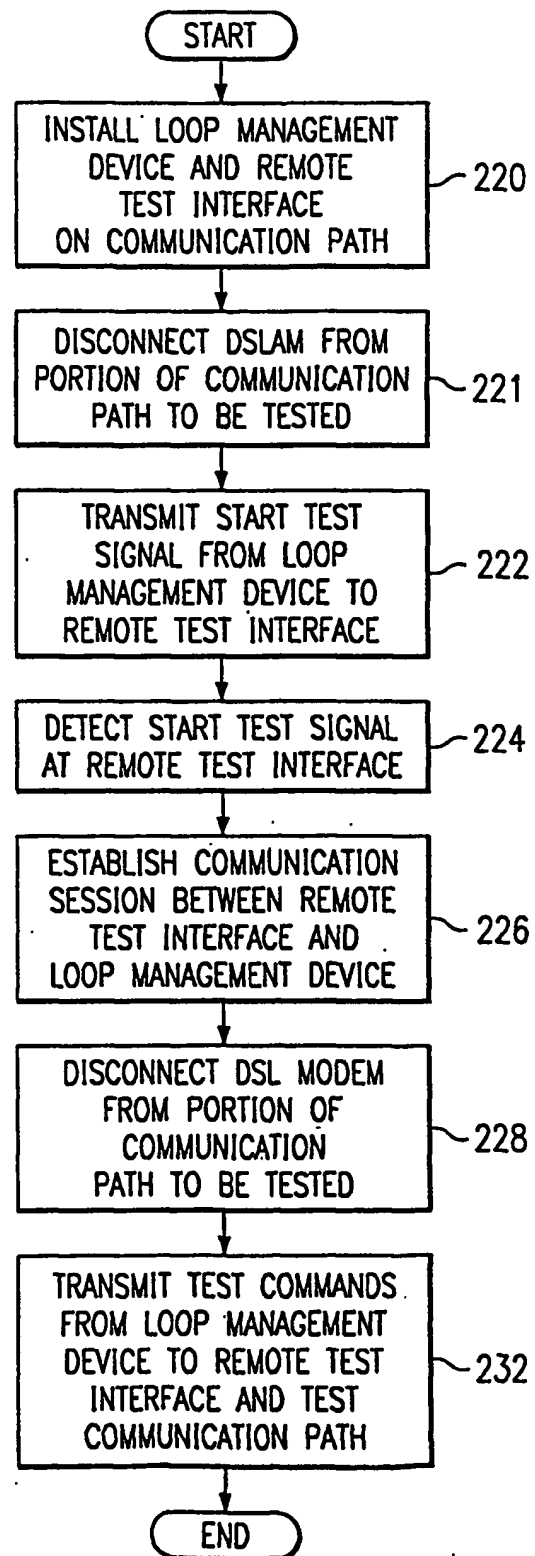 START
INSTALL LOOP MANAGEMENT
DEVICE AND REMOTE
TEST INTERFACE
ON COMMUNICATION PATH
220
DISCONNECT DSLAM FROM
PORTION OF COMMUNICATION
PATH TO BE TESTED
221
TRANSMIT START TEST
SIGNAL FROM LOOP
MANAGEMENT DEVICE TO
REMOTE TEST INTERFACE
222
DETECT START TEST SIGNAL
AT REMOTE TEST INTERFACE
224
ESTABLISH COMMUNICATION
SESSION BETWEEN REMOTE
TEST INTERFACE AND
LOOP MANAGEMENT DEVICE
226
DISCONNECT DSL MODEM
FROM PORTION OF
COMMUNICATION
PATH TO BE TESTED
228
TRANSMIT TEST COMMANDS
FROM LOOP MANAGEMENT
DEVICE TO REMOTE TEST
INTERFACE AND TEST
COMMUNICATION PATH
232
END